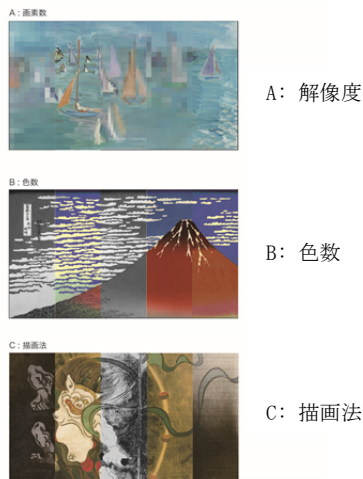 A：画素数
A: 解像度
B：色数
B: 色数
C：描画法
C: 描画法